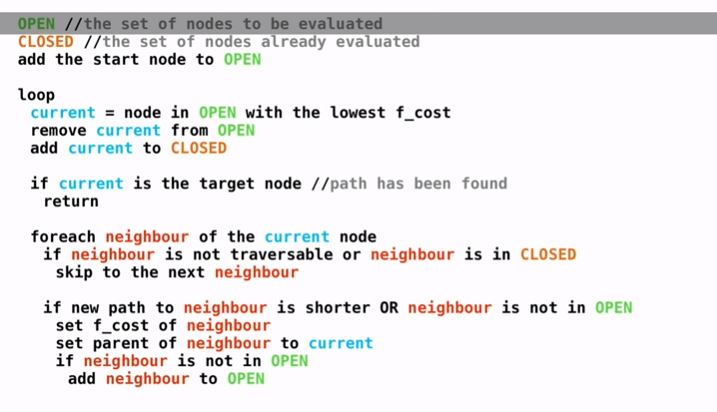 OPEN //the set of nodes to be evaluated
CLOSED //the set of nodes already evaluated
add the start node to OPEN
loop
current = node in OPEN with the lowest f_cost
remove current from OPEN
add current to CLOSED
if current is the target node //path has been found
return
foreach neighbour of the current node
if neighbour is not traversable or neighbour is in CLOSED
skip to the next neighbour
if new path to neighbour is shorter OR neighbour is not in OPEN
set f_cost of neighbour
set parent of neighbour to current
if neighbour is not in OPEN
add neighbour to OPEN